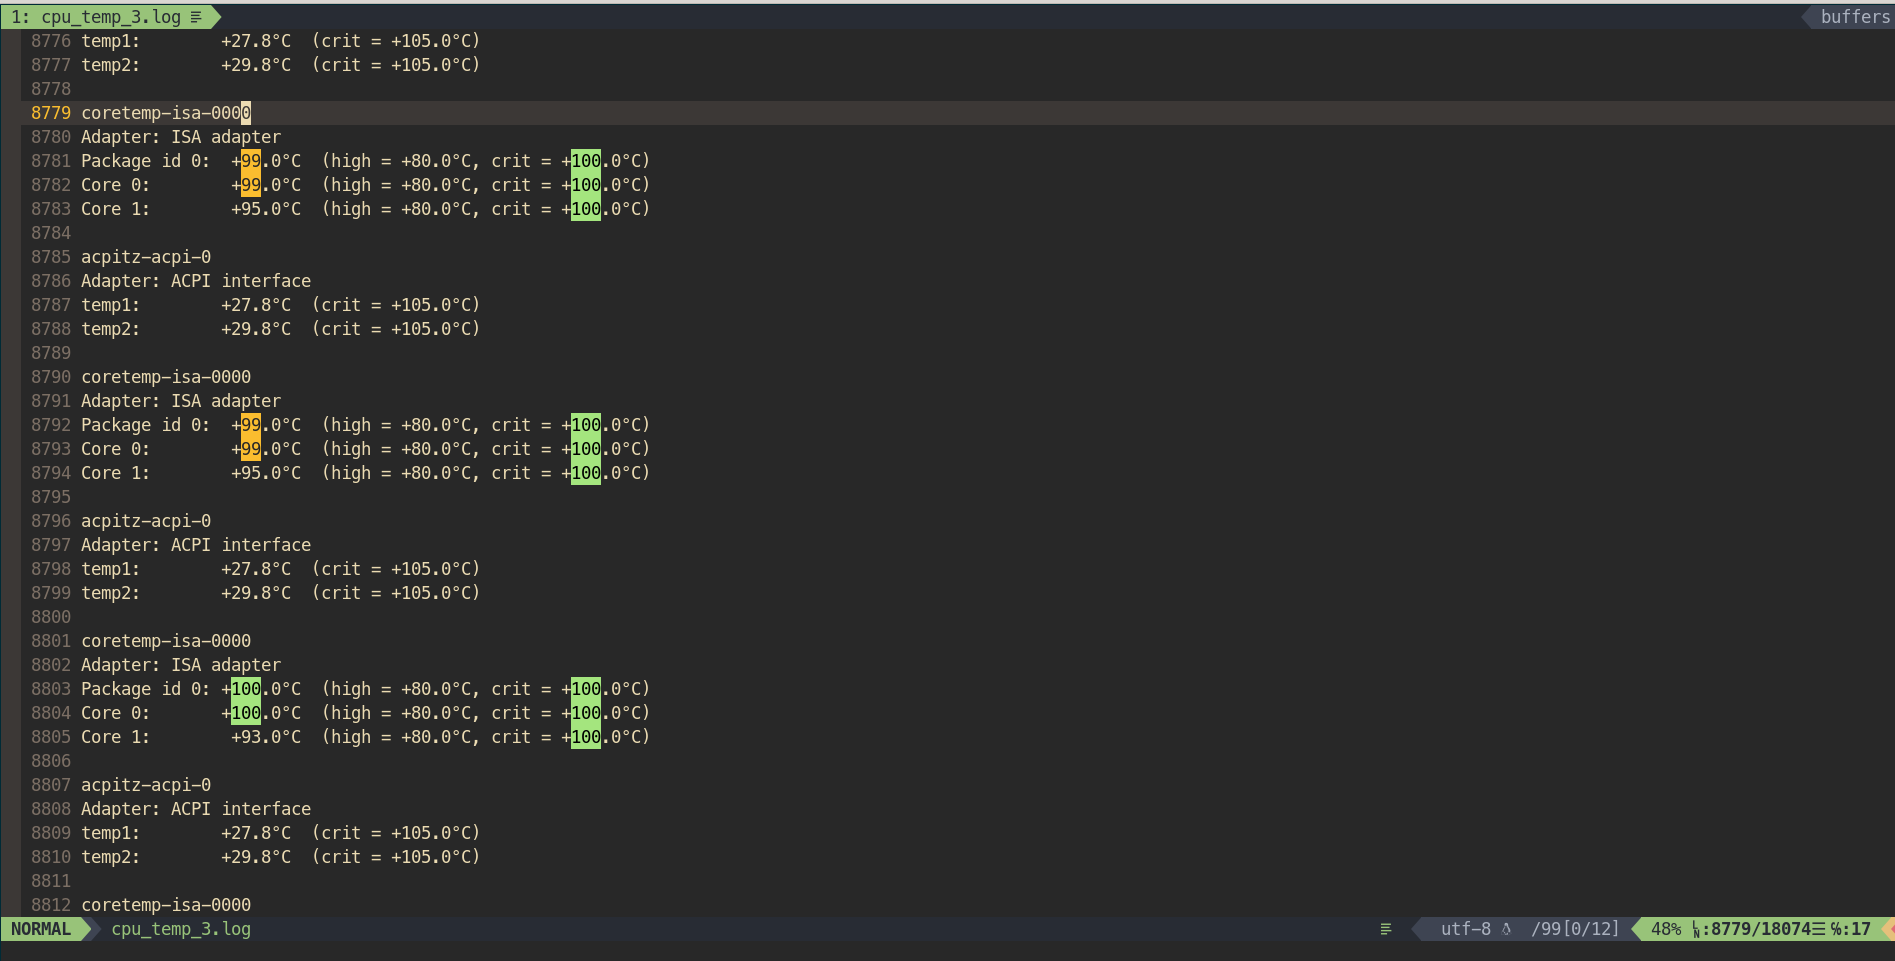 1: cpu_temp_3.log buffers
8776 temp1: +27.8°C (crit = +105.0°C)
8777 temp2: +29.8°C (crit = +105.0°C)
8778
8779 coretemp-isa-0000
8780 Adapter: ISA adapter
8781 Package id 0: +99.0°C (high = +80.0°C, crit = +100.0°C)
8782 Core 0: +99.0°C (high = +80.0°C, crit = +100.0°C)
8783 Core 1: +95.0°C (high = +80.0°C, crit = +100.0°C)
8784
8785 acpitz-acpi-0
8786 Adapter: ACPI interface
8787 temp1: +27.8°C (crit = +105.0°C)
8788 temp2: +29.8°C (crit = +105.0°C)
8789
8790 coretemp-isa-0000
8791 Adapter: ISA adapter
8792 Package id 0: +99.0°C (high = +80.0°C, crit = +100.0°C)
8793 Core 0: +99.0°C (high = +80.0°C, crit = +100.0°C)
8794 Core 1: +95.0°C (high = +80.0°C, crit = +100.0°C)
8795
8796 acpitz-acpi-0
8797 Adapter: ACPI interface
8798 temp1: +27.8°C (crit = +105.0°C)
8799 temp2: +29.8°C (crit = +105.0°C)
8800
8801 coretemp-isa-0000
8802 Adapter: ISA adapter
8803 Package id 0: +100.0°C (high = +80.0°C, crit = +100.0°C)
8804 Core 0: +100.0°C (high = +80.0°C, crit = +100.0°C)
8805 Core 1: +93.0°C (high = +80.0°C, crit = +100.0°C)
8806
8807 acpitz-acpi-0
8808 Adapter: ACPI interface
8809 temp1: +27.8°C (crit = +105.0°C)
8810 temp2: +29.8°C (crit = +105.0°C)
8811
8812 coretemp-isa-0000
NORMAL cpu_temp_3.log utf-8 /99[0/12] 48% ␤:8779/18074☰ ℅:17